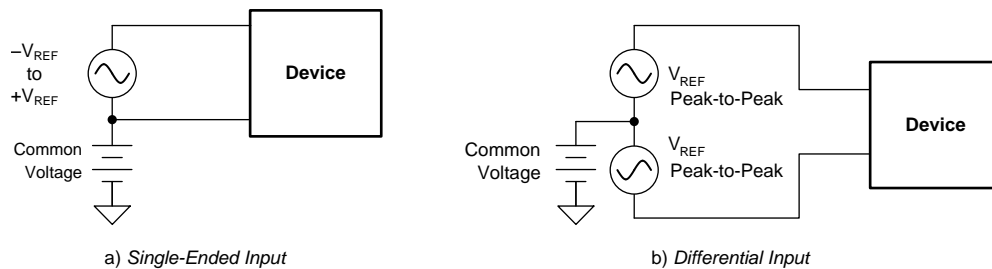 –V_REF
to
+V_REF
Device
Common
Voltage
a) Single-Ended Input
V_REF
Peak-to-Peak
Common
Voltage
V_REF
Peak-to-Peak
Device
b) Differential Input